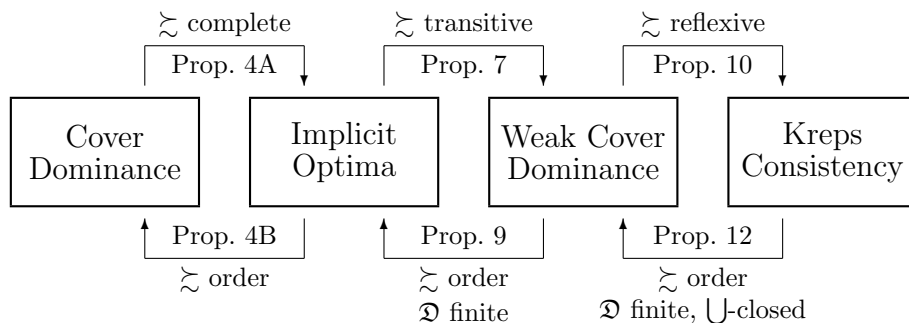 ≿ complete ≿ transitive ≿ reflexive
Prop. 4A Prop. 7 Prop. 10
Cover Implicit Weak Cover Kreps
Dominance Optima Dominance Consistency
Prop. 4B Prop. 9 Prop. 12
≿ order ≿ order ≿ order
𝔇 finite 𝔇 finite, ⋃-closed